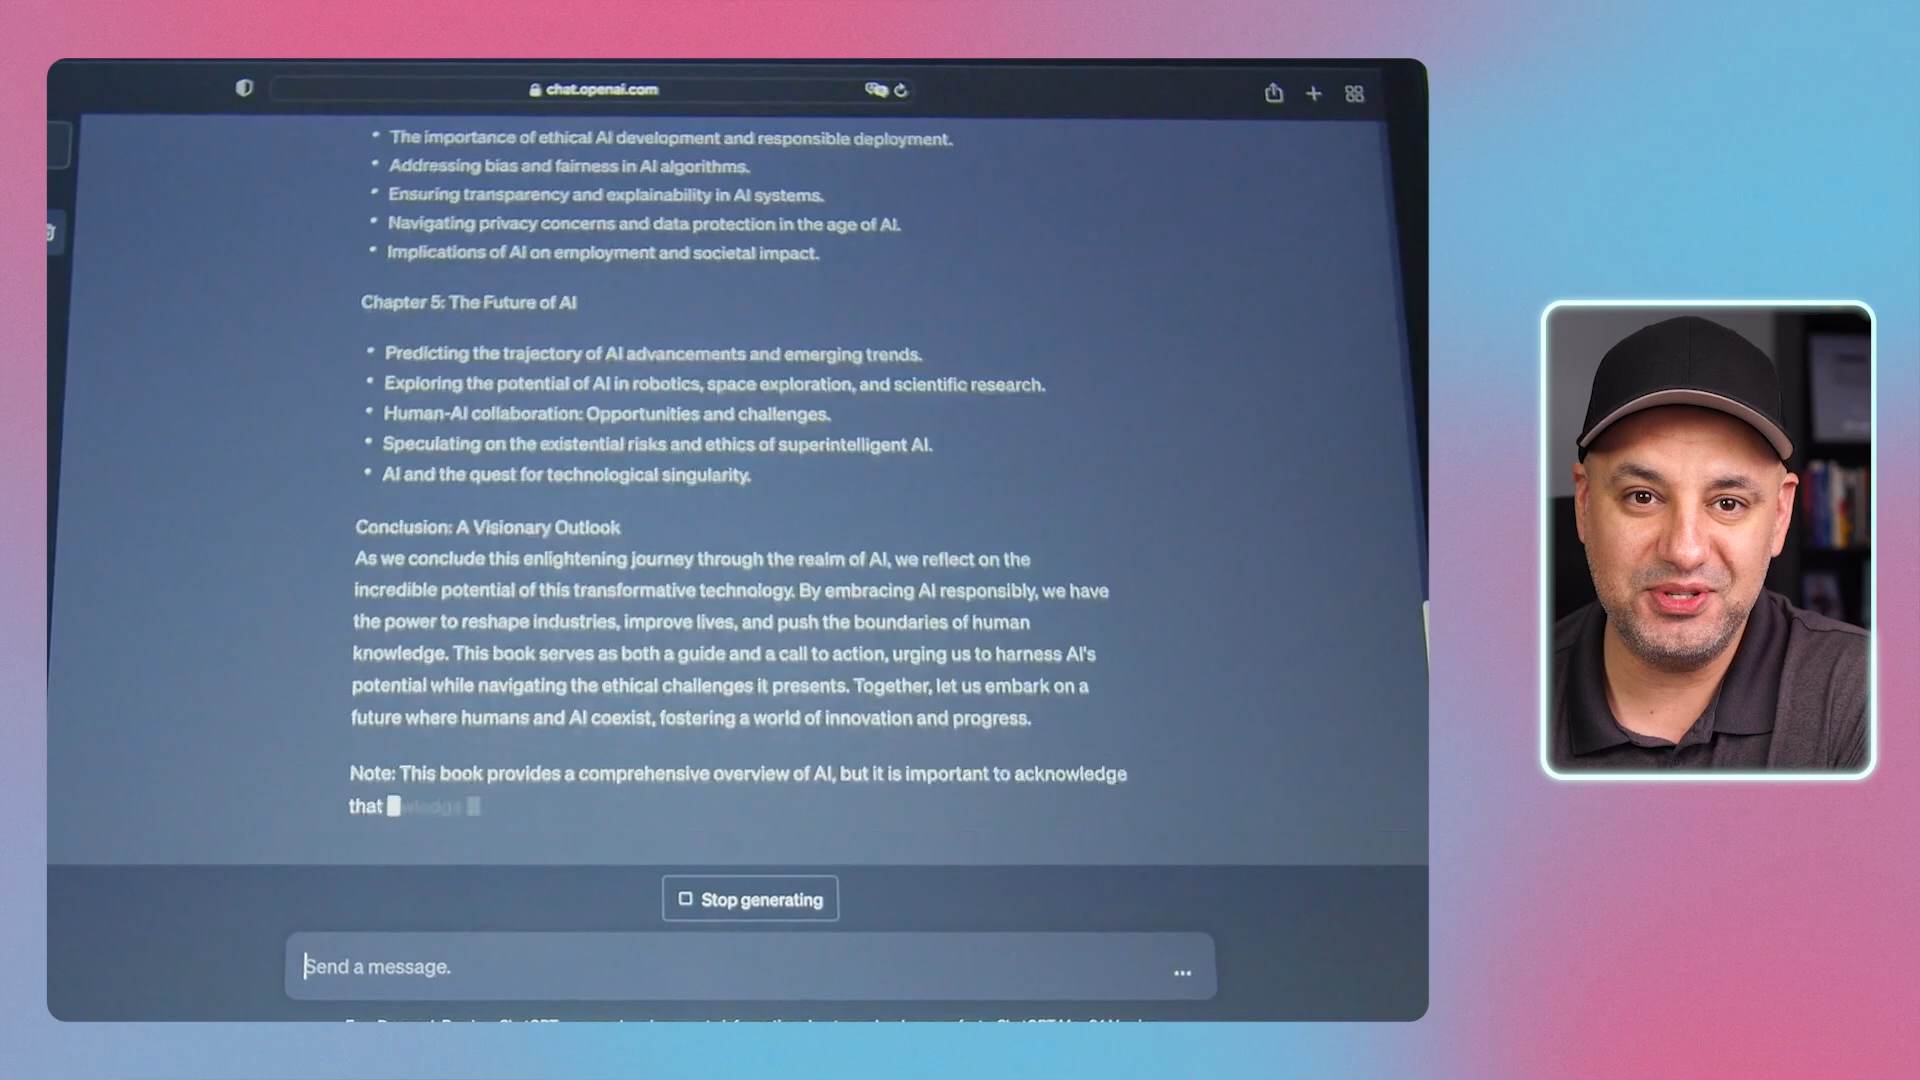 chat.openai.com
The importance of ethical AI development and responsible deployment.
Addressing bias and fairness in AI algorithms.
Ensuring transparency and explainability in AI systems.
Navigating privacy concerns and data protection in the age of AI.
Implications of AI on employment and societal impact.
Chapter 5: The Future of AI
Predicting the trajectory of AI advancements and emerging trends.
Exploring the potential of AI in robotics, space exploration, and scientific research.
Human-AI collaboration: Opportunities and challenges.
Speculating on the existential risks and ethics of superintelligent AI.
AI and the quest for technological singularity.
Conclusion: A Visionary Outlook
As we conclude this enlightening journey through the realm of AI, we reflect on the
incredible potential of this transformative technology. By embracing AI responsibly, we have
the power to reshape industries, improve lives, and push the boundaries of human
knowledge. This book serves as both a guide and a call to action, urging us to harness AI's
potential while navigating the ethical challenges it presents. Together, let us embark on a
future where humans and AI coexist, fostering a world of innovation and progress.
Note: This book provides a comprehensive overview of AI, but it is important to acknowledge
that
Stop generating
Send a message.